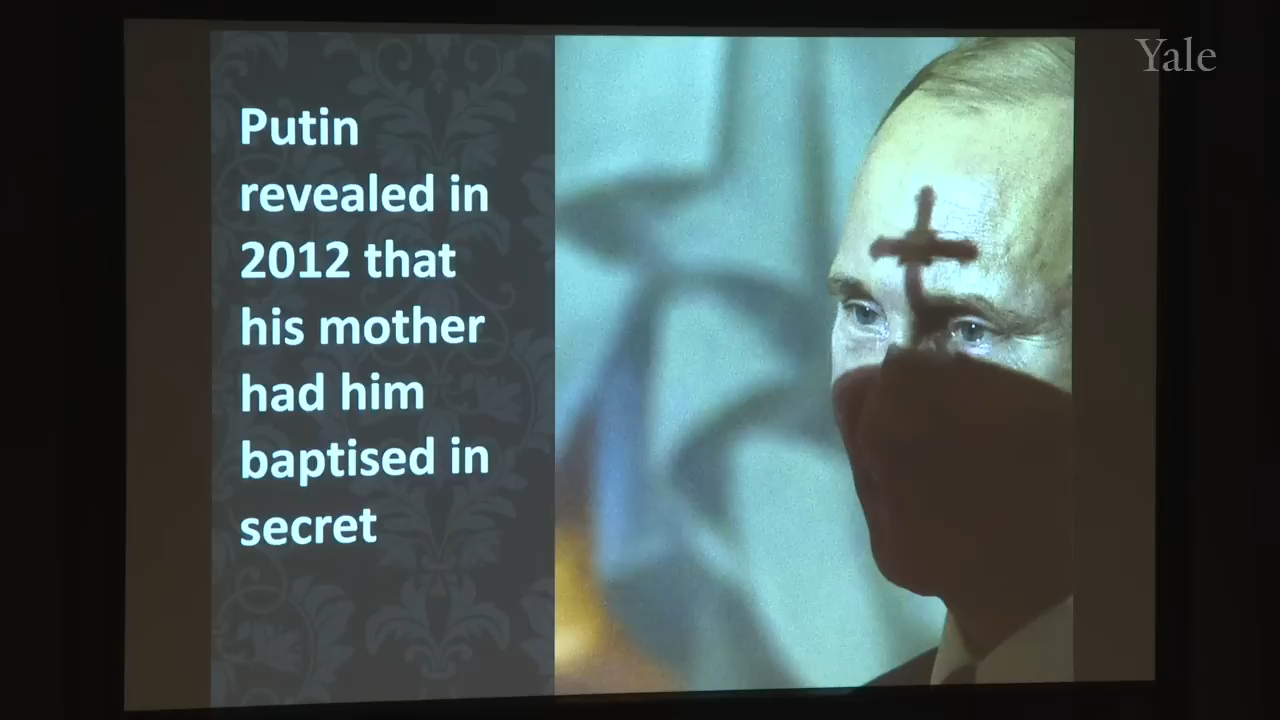 Yale
Putin
revealed in
2012 that
his mother
had him
baptised in
secret